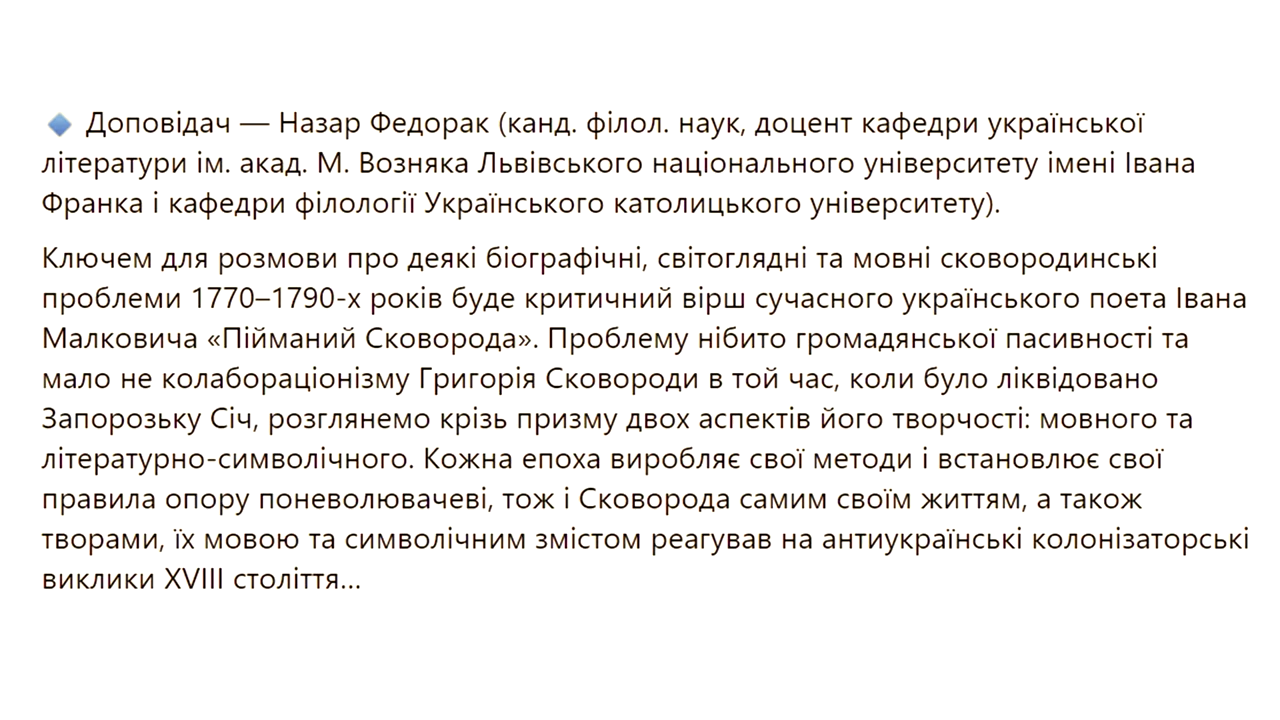 🔹 Доповідач — Назар Федорак (канд. філол. наук, доцент кафедри української
літератури ім. акад. М. Возняка Львівського національного університету імені Івана
Франка і кафедри філології Українського католицького університету).
Ключем для розмови про деякі біографічні, світоглядні та мовні сковородинські
проблеми 1770–1790-х років буде критичний вірш сучасного українського поета Івана
Малковича «Пійманий Сковорода». Проблему нібито громадянської пасивності та
мало не колабораціонізму Григорія Сковороди в той час, коли було ліквідовано
Запорозьку Січ, розглянемо крізь призму двох аспектів його творчості: мовного та
літературно-символічного. Кожна епоха виробляє свої методи і встановлює свої
правила опору поневолювачеві, тож і Сковорода самим своїм життям, а також
творами, їх мовою та символічним змістом реагував на антиукраїнські колонізаторські
виклики XVIII століття...